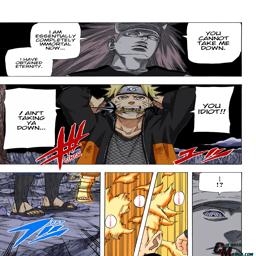 YOU
CANNOT
TAKE ME
DOWN.
I AM
ESSENTIALLY
COMPLETELY
IMMORTAL
NOW...
I HAVE
OBTAINED
ETERNITY.
YOU
IDIOT!!
I AIN'T
TAKING
YA
DOWN...
!?